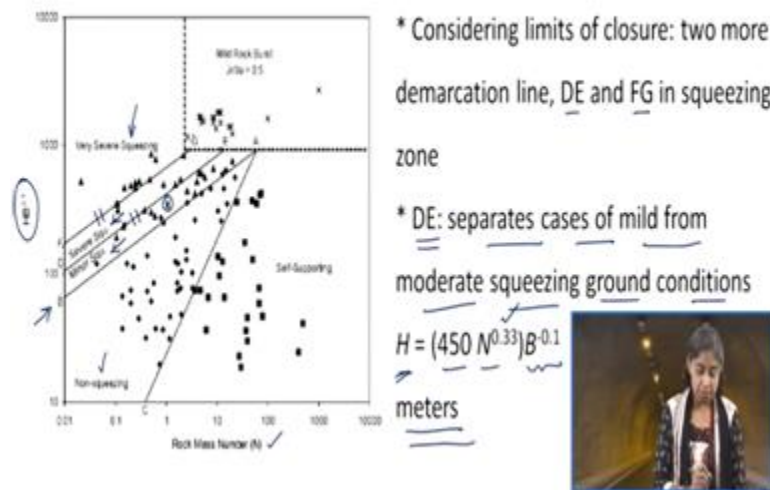 10000
Mild Rock Burst
1000
Very Severe Squeezing
A
Severe Squ.
Minor Squ.
Self-Supporting
100
B
Non-squeezing
10
C
0.01 0.1 1 10 100 1000 10000
Rock Mass Number (N)
* Considering limits of closure: two more
demarcation line, DE and FG in squeezing
zone
* DE: separates cases of mild from
moderate squeezing ground conditions
H = (450 N^0.33)B^-0.1
meters